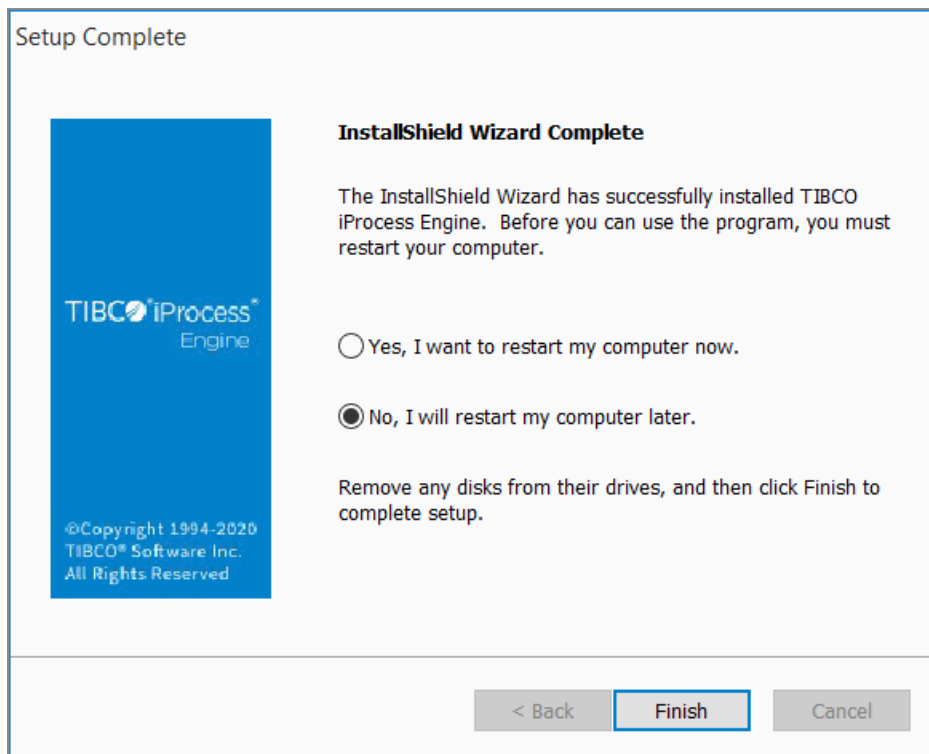 Setup Complete
InstallShield Wizard Complete
The InstallShield Wizard has successfully installed TIBCO
iProcess Engine.  Before you can use the program, you must
restart your computer.
TIBCO® iProcess®
Engine
Yes, I want to restart my computer now.
No, I will restart my computer later.
Remove any disks from their drives, and then click Finish to
complete setup.
©Copyright 1994-2020
TIBCO® Software Inc.
All Rights Reserved
< Back
Finish
Cancel